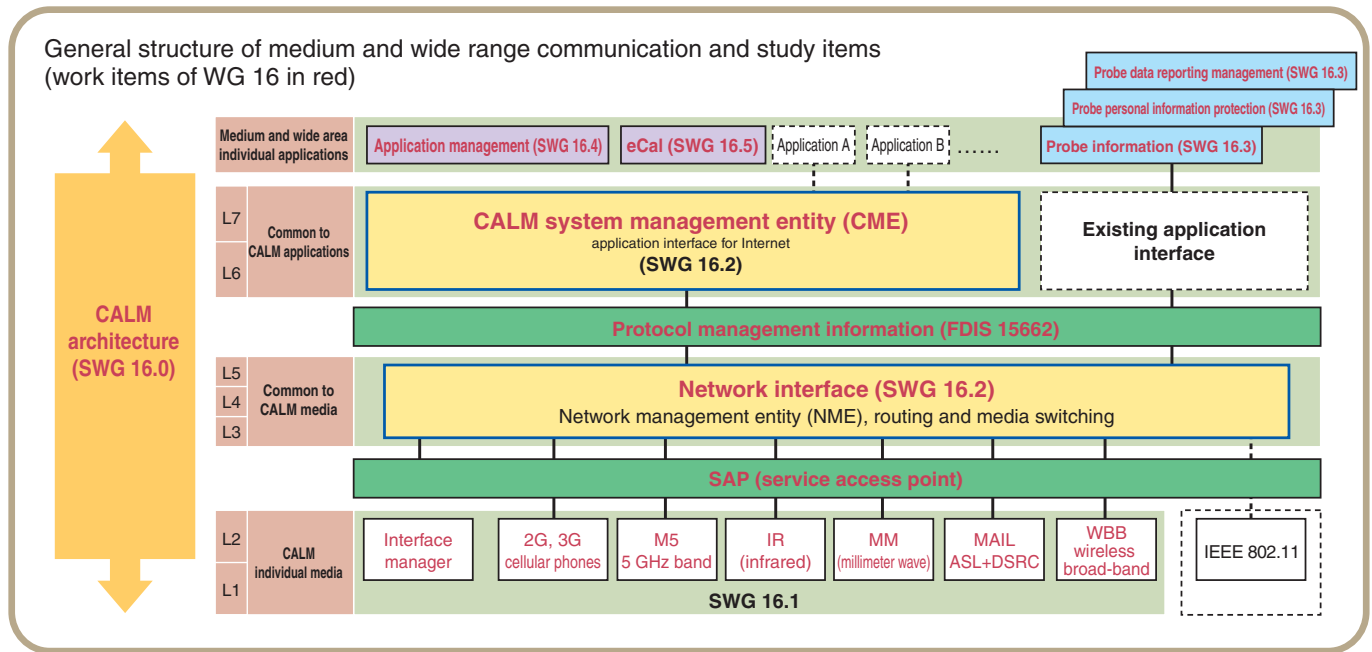 General structure of medium and wide range communication and study items
(work items of WG 16 in red)
Probe data reporting management (SWG 16.3)
Probe personal information protection (SWG 16.3)
Medium and wide area
individual applications
Application management (SWG 16.4)
eCal (SWG 16.5)
Application A
Application B
......
Probe information (SWG 16.3)
CALM
architecture
(SWG 16.0)
L7
L6
Common to
CALM applications
CALM system management entity (CME)
application interface for Internet
(SWG 16.2)
Existing application
interface
Protocol management information (FDIS 15662)
L5
L4
L3
Common to
CALM media
Network interface (SWG 16.2)
Network management entity (NME), routing and media switching
SAP (service access point)
L2
L1
CALM
individual media
Interface
manager
2G, 3G
cellular phones
M5
5 GHz band
IR
(infrared)
MM
(millimeter wave)
MAIL
ASL+DSRC
WBB
wireless
broad-band
IEEE 802.11
SWG 16.1